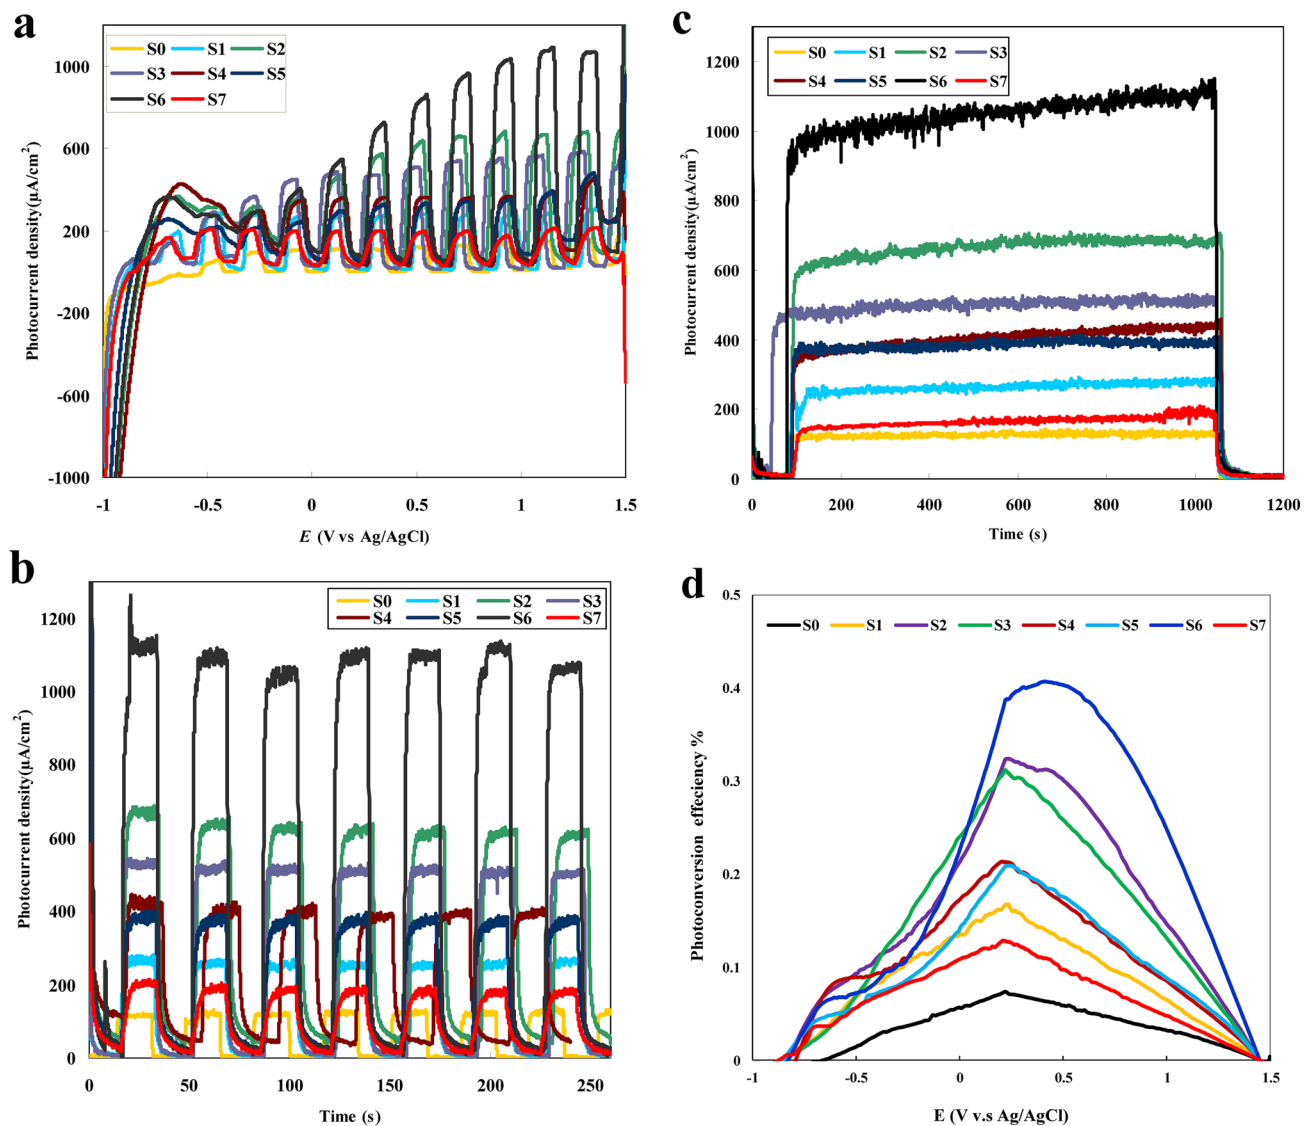 a
S0 S1 S2
S3 S4 S5
S6 S7
Photocurrent density(µA/cm²)
1000
600
200
-200
-600
-1000
-1 -0.5 0 0.5 1 1.5
E (V vs Ag/AgCl)
b
S0 S1 S2 S3
S4 S5 S6 S7
Photocurrent density(µA/cm²)
1200
1000
800
600
400
200
0
0 50 100 150 200 250
Time (s)
c
S0 S1 S2 S3
S4 S5 S6 S7
Photocurrent density(µA/cm²)
1200
1000
800
600
400
200
0
0 200 400 600 800 1000 1200
Time (s)
d
S0 S1 S2 S3 S4 S5 S6 S7
Photoconversion effeciency %
0.5
0.4
0.3
0.2
0.1
0
-1 -0.5 0 0.5 1 1.5
E (V v.s Ag/AgCl)